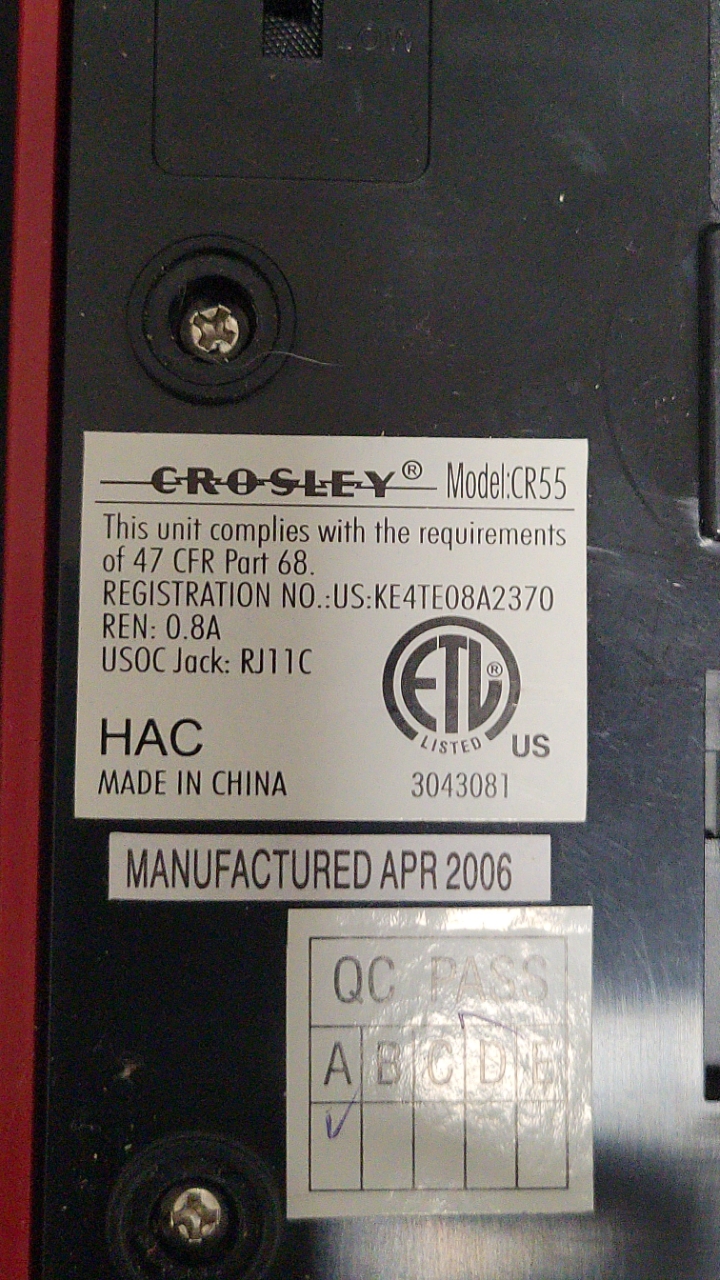 LOW
CROSLEY® Model:CR55
This unit complies with the requirements
of 47 CFR Part 68.
REGISTRATION NO.:US:KE4TE08A2370
REN: 0.8A
USOC Jack: RJ11C
ETL®
LISTED US
HAC
MADE IN CHINA 3043081
MANUFACTURED APR 2006
QC PASS
A B C D E